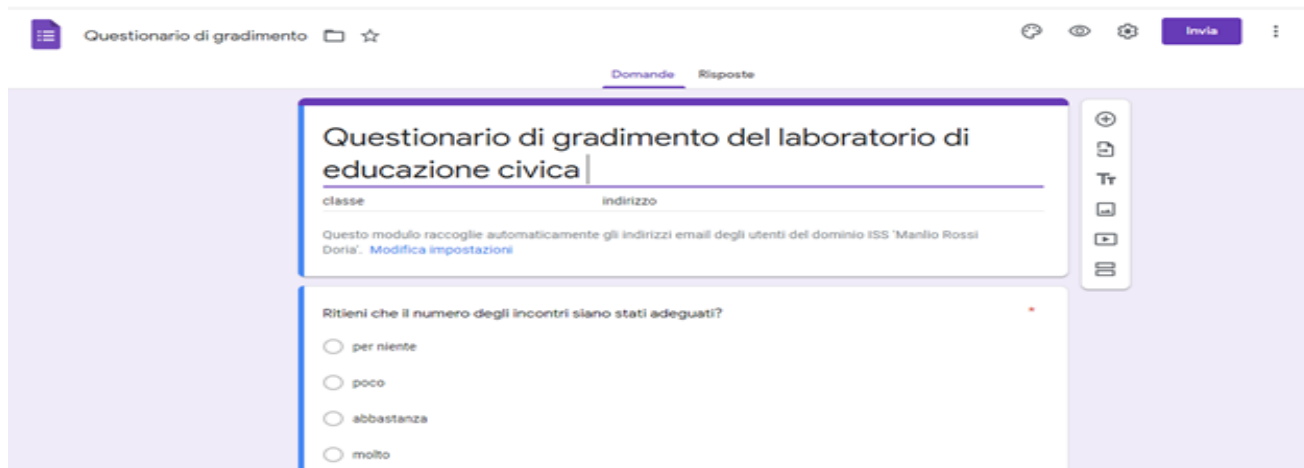 Questionario di gradimento
Invia
Domande Risposte
Questionario di gradimento del laboratorio di
educazione civica
classe indirizzo
Questo modulo raccoglie automaticamente gli indirizzi email degli utenti del dominio ISS 'Manlio Rossi
Doria'. Modifica impostazioni
Ritieni che il numero degli incontri siano stati adeguati? *
per niente
poco
abbastanza
molto
Tт